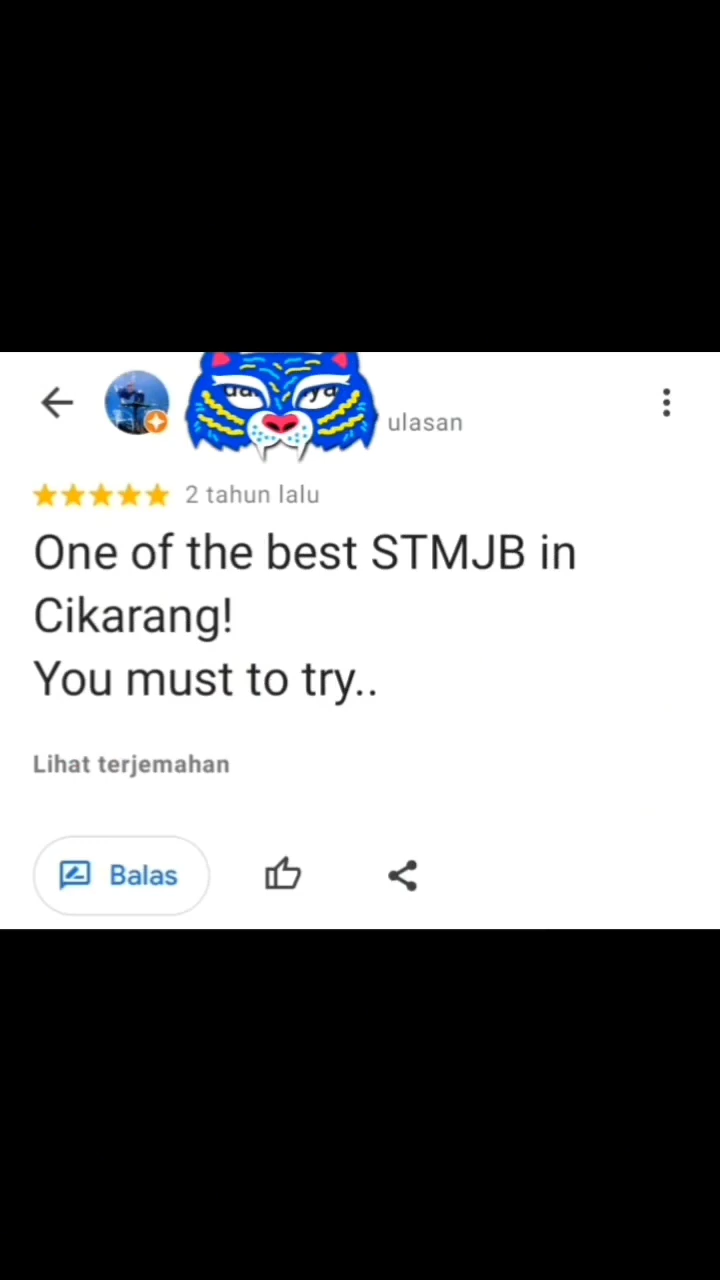 ulasan
2 tahun lalu
One of the best STMJB in
Cikarang!
You must to try..
Lihat terjemahan
Balas